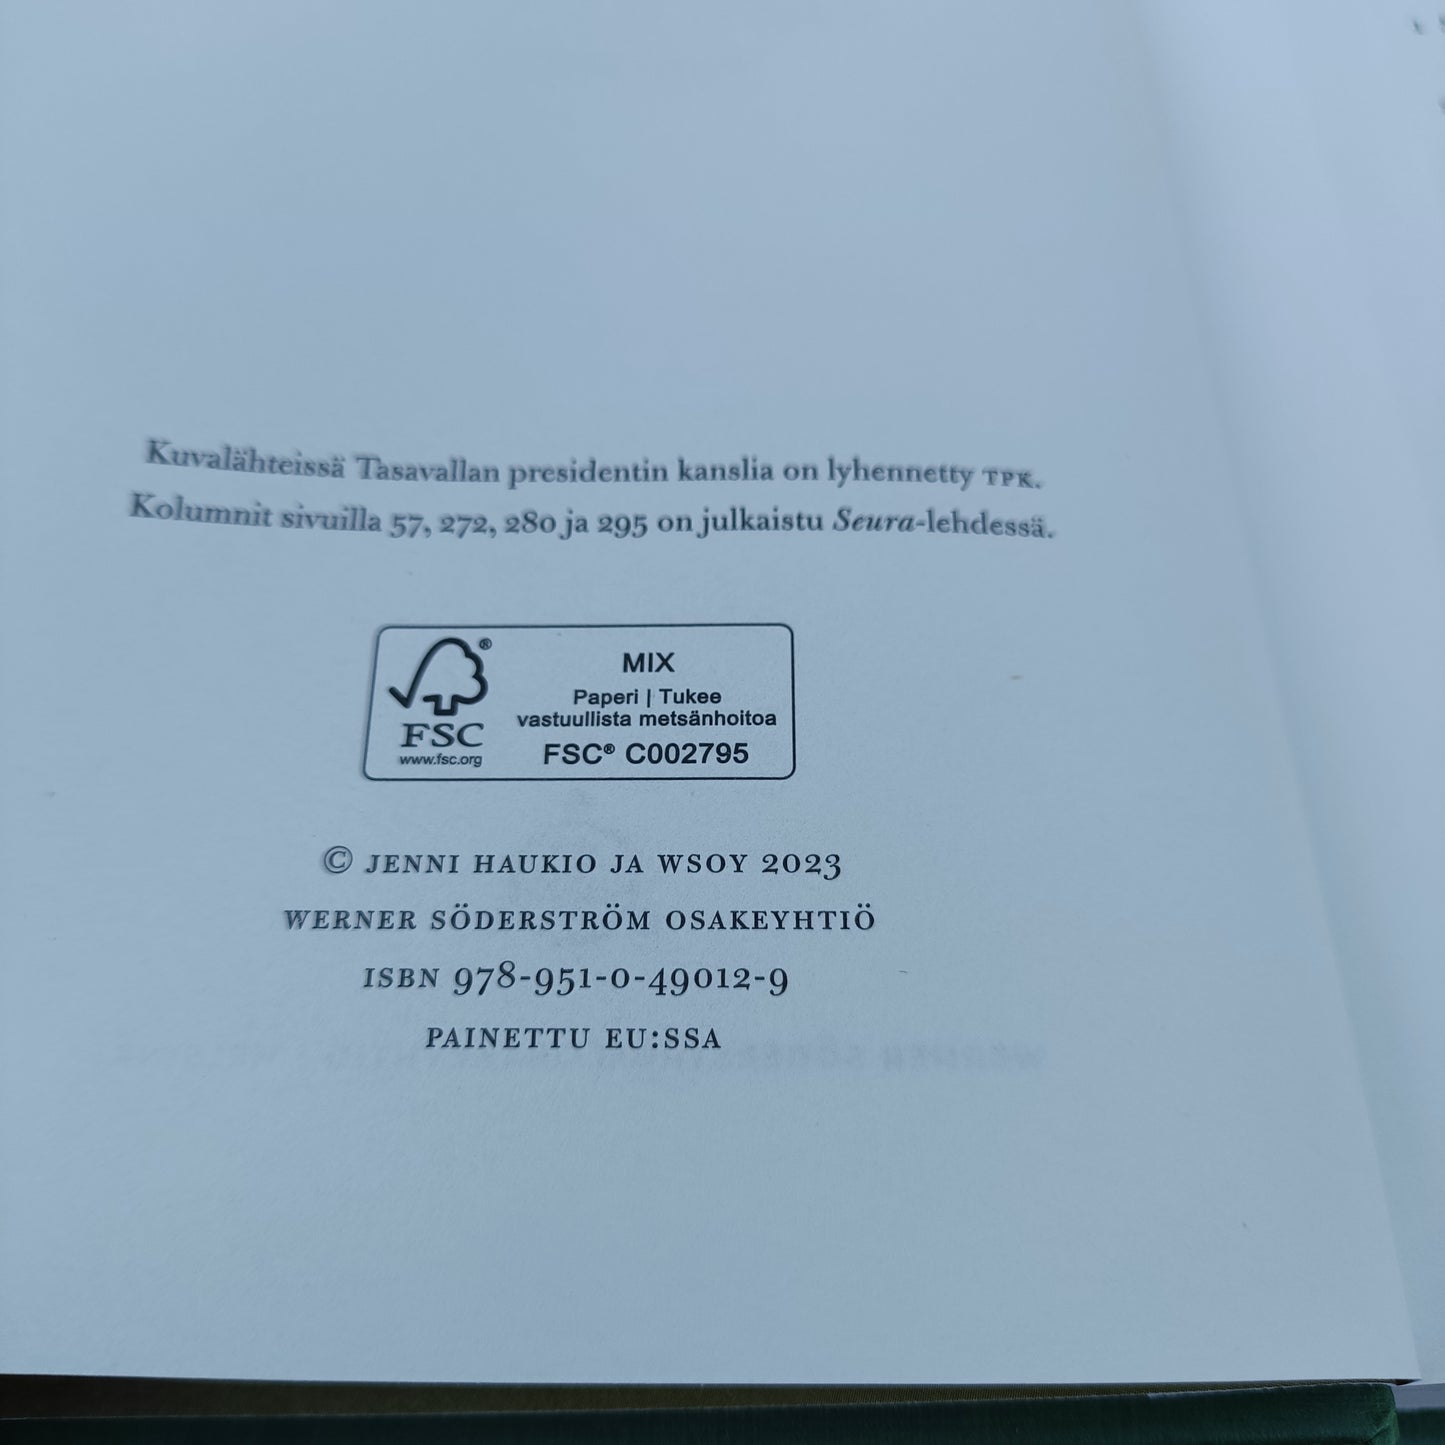 Kuvalähteissä Tasavallan presidentin kanslia on lyhennetty TPK.
Kolumnit sivuilla 57, 272, 280 ja 295 on julkaistu Seura-lehdessä.
®
FSC
www.fsc.org
MIX
Paperi | Tukee
vastuullista metsänhoitoa
FSC® C002795
© JENNI HAUKIO JA WSOY 2023
WERNER SÖDERSTRÖM OSAKEYHTIÖ
ISBN 978-951-0-49012-9
PAINETTU EU:SSA